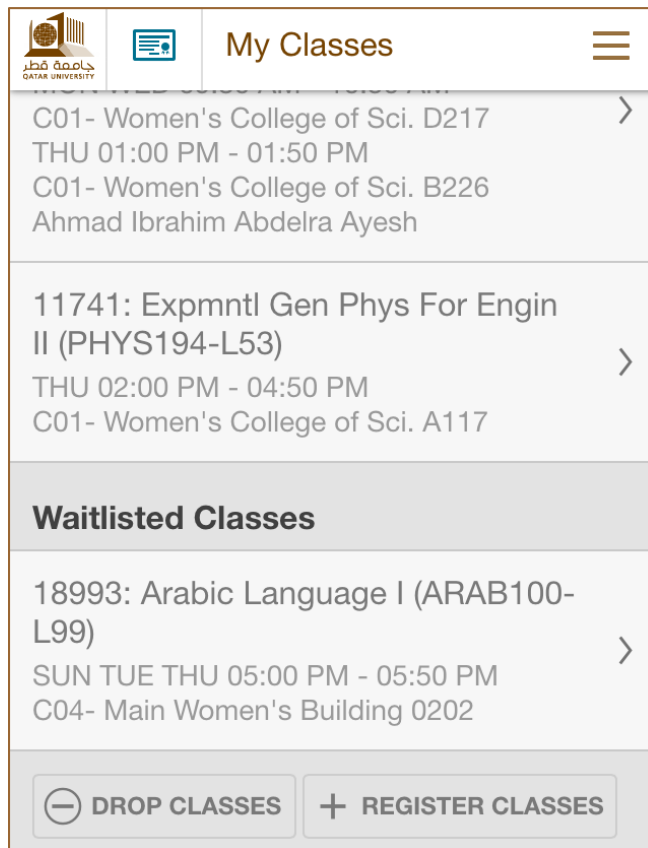 جامعة قطر
QATAR UNIVERSITY
My Classes
C01- Women's College of Sci. D217
THU 01:00 PM - 01:50 PM
C01- Women's College of Sci. B226
Ahmad Ibrahim Abdelra Ayesh
11741: Expmntl Gen Phys For Engin
II (PHYS194-L53)
THU 02:00 PM - 04:50 PM
C01- Women's College of Sci. A117
Waitlisted Classes
18993: Arabic Language I (ARAB100-
L99)
SUN TUE THU 05:00 PM - 05:50 PM
C04- Main Women's Building 0202
DROP CLASSES
REGISTER CLASSES